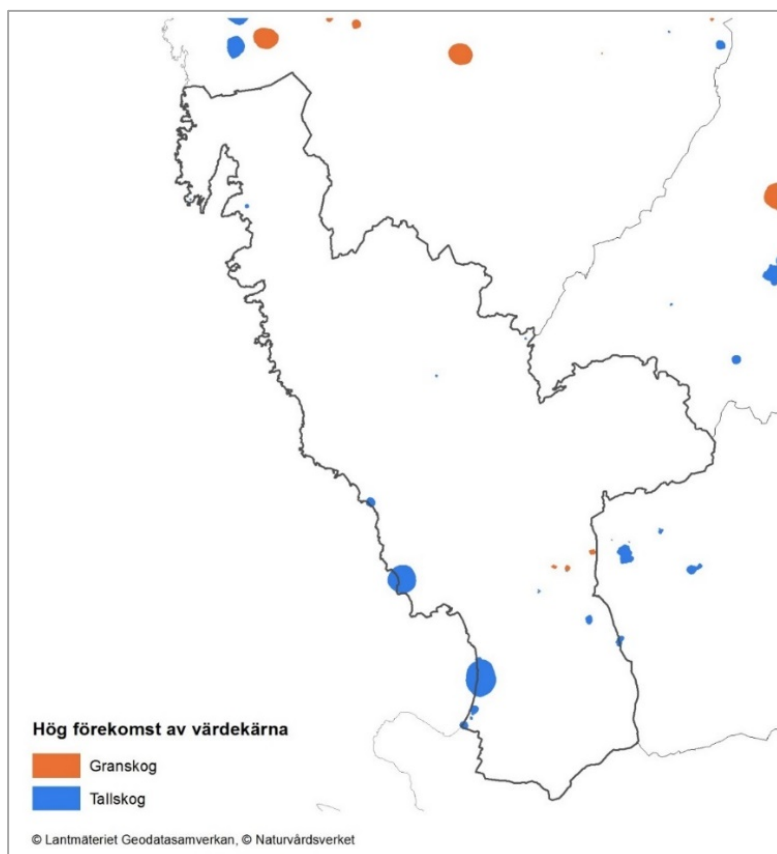 Hög förekomst av värdekärna
Granskog
Tallskog
© Lantmäteriet Geodatasamverkan, © Naturvårdsverket